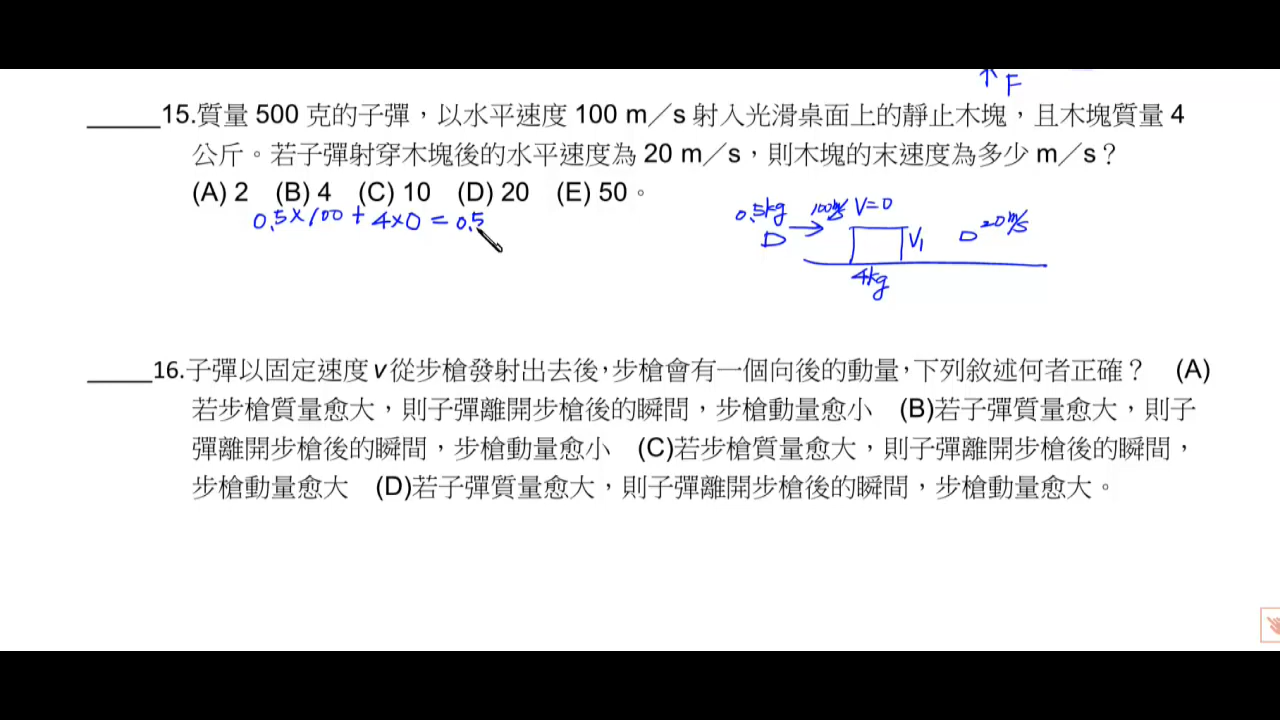 ↑ F
_____15.質量 500 克的子彈，以水平速度 100 m／s 射入光滑桌面上的靜止木塊，且木塊質量 4
公斤。若子彈射穿木塊後的水平速度為 20 m／s，則木塊的末速度為多少 m／s？
(A) 2 (B) 4 (C) 10 (D) 20 (E) 50。
0.5×100 + 4×0 = 0.5
0.5kg 100m/s V=0
V₁ 20m/s
4kg
_____16.子彈以固定速度 v 從步槍發射出去後，步槍會有一個向後的動量，下列敘述何者正確？ (A)
若步槍質量愈大，則子彈離開步槍後的瞬間，步槍動量愈小 (B)若子彈質量愈大，則子
彈離開步槍後的瞬間，步槍動量愈小 (C)若步槍質量愈大，則子彈離開步槍後的瞬間，
步槍動量愈大 (D)若子彈質量愈大，則子彈離開步槍後的瞬間，步槍動量愈大。